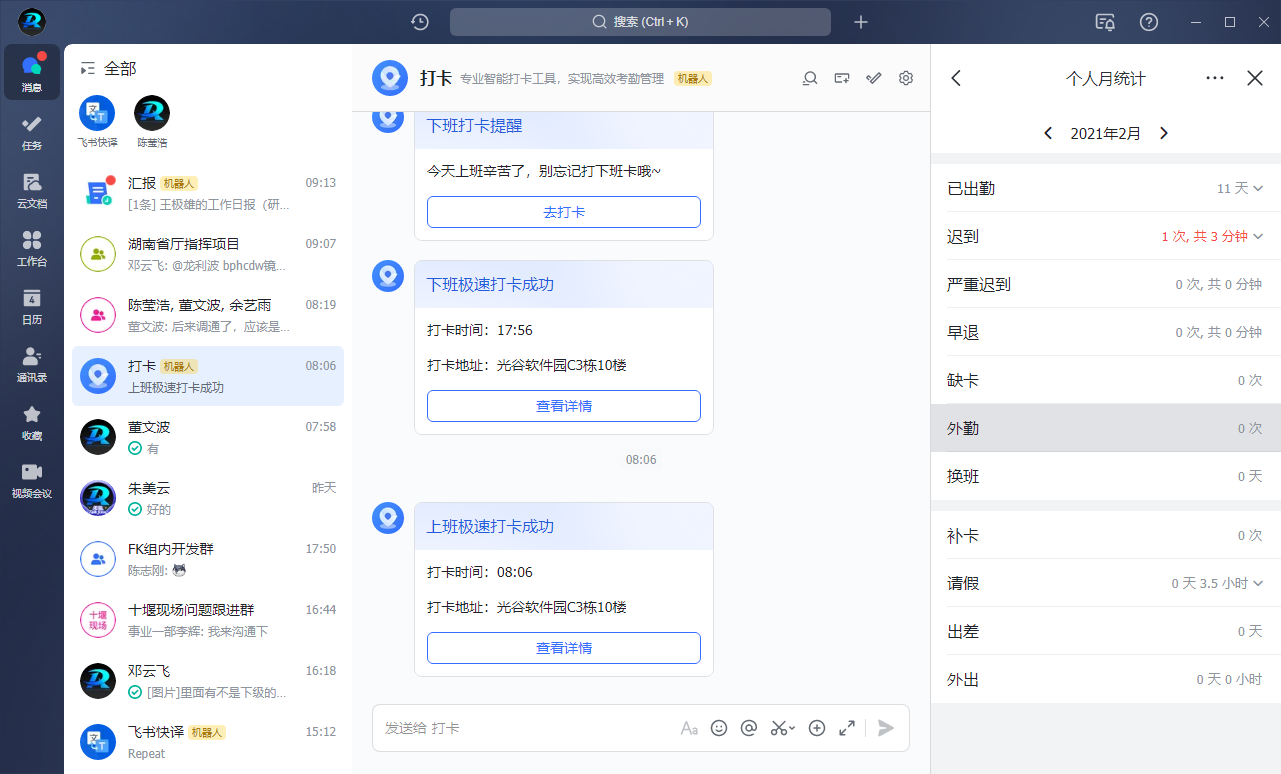 搜索 (Ctrl + K)
消息
任务
云文档
工作台
4
日历
通讯录
收藏
视频会议
全部
飞书快译
陈莹浩
汇报 机器人 09:13
[1条] 王极雄的工作日报（研...
湖南省厅指挥项目 09:07
邓云飞: @龙利波 bphcdw镜...
陈莹浩, 董文波, 余艺雨 08:19
董文波: 后来调通了，应该是...
打卡 机器人 08:06
上班极速打卡成功
董文波 07:58
有
朱美云 昨天
好的
FK组内开发群 17:50
陈志刚:
十堰现场
十堰现场问题跟进群 16:44
事业一部李辉: 我来沟通下
邓云飞 16:18
[图片]里面有不是下级的...
飞书快译 机器人 15:12
Repeat
打卡 专业智能打卡工具，实现高效考勤管理 机器人
下班打卡提醒
今天上班辛苦了，别忘记打下班卡哦~
去打卡
下班极速打卡成功
打卡时间：17:56
打卡地址：光谷软件园C3栋10楼
查看详情
08:06
上班极速打卡成功
打卡时间：08:06
打卡地址：光谷软件园C3栋10楼
查看详情
发送给 打卡
Aa
个人月统计
2021年2月
已出勤 11 天
迟到 1 次, 共 3 分钟
严重迟到 0 次, 共 0 分钟
早退 0 次, 共 0 分钟
缺卡 0 次
外勤 0 次
换班 0 天
补卡 0 次
请假 0 天 3.5 小时
出差 0 天
外出 0 天 0 小时